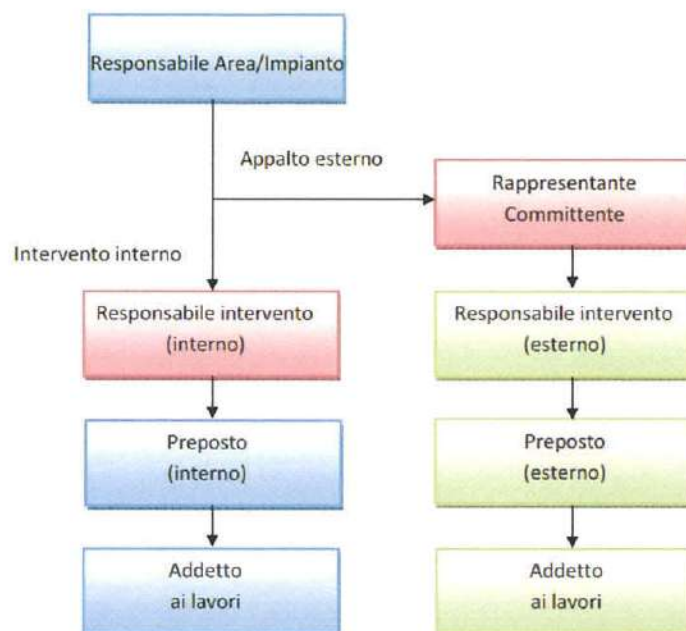 Responsabile Area/Impianto
Appalto esterno
Rappresentante
Committente
Intervento interno
Responsabile intervento
(interno)
Responsabile intervento
(esterno)
Preposto
(interno)
Preposto
(esterno)
Addetto
ai lavori
Addetto
ai lavori